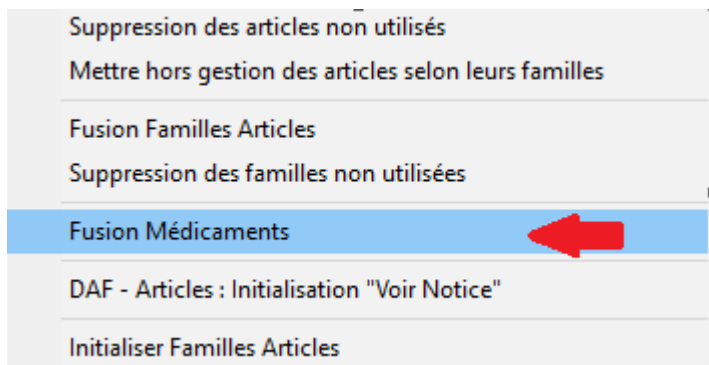 Suppression des articles non utilisés
Mettre hors gestion des articles selon leurs familles
Fusion Familles Articles
Suppression des familles non utilisées
Fusion Médicaments
DAF - Articles : Initialisation "Voir Notice"
Initialiser Familles Articles